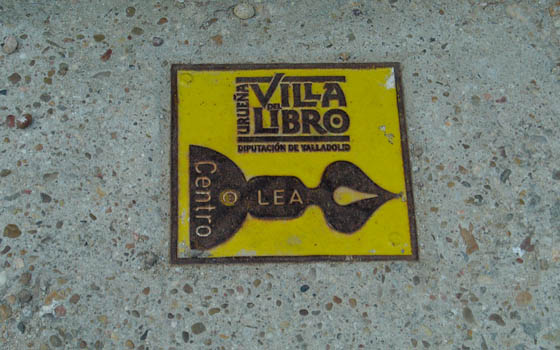 URUEÑA
VILLA
DEL
LIBRO
DIPUTACIÓN DE VALLADOLID
Centro
LEA